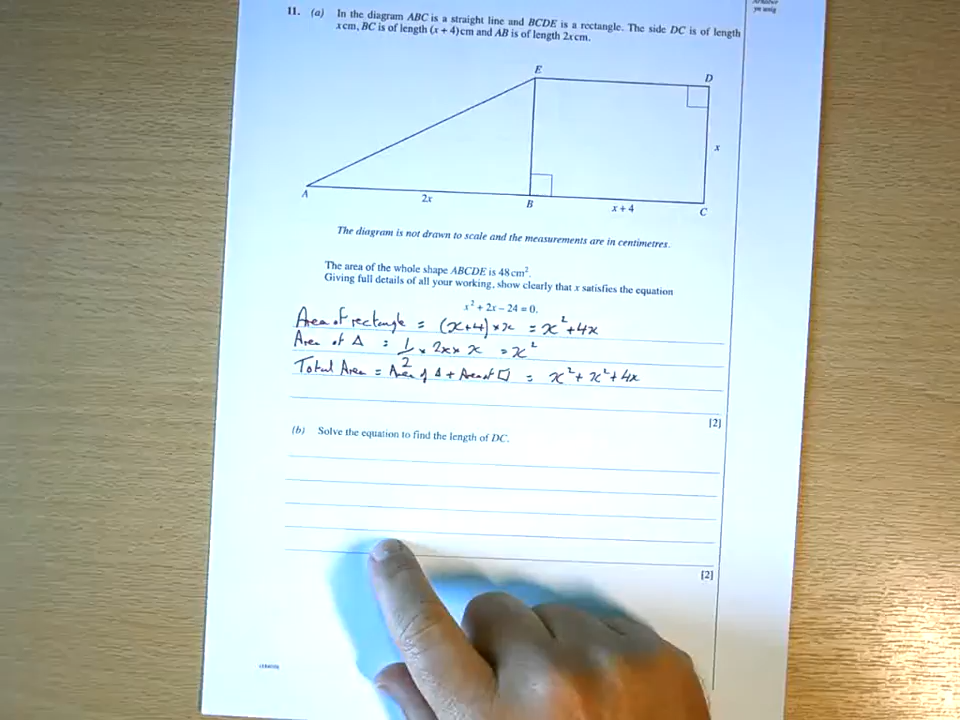 11. (a) In the diagram ABC is a straight line and BCDE is a rectangle. The side DC is of length
x cm, BC is of length (x + 4) cm and AB is of length 2x cm.
E
D
x
A
2x
B
x + 4
C
The diagram is not drawn to scale and the measurements are in centimetres.
The area of the whole shape ABCDE is 48 cm².
Giving full details of all your working, show clearly that x satisfies the equation
x² + 2x − 24 = 0.
Area of rectangle = (x+4) × x = x² + 4x
Area of Δ = 1/2 × 2x × x = x²
Total Area = Area of Δ + Area of □ = x² + x² + 4x
[2]
(b) Solve the equation to find the length of DC.
[2]